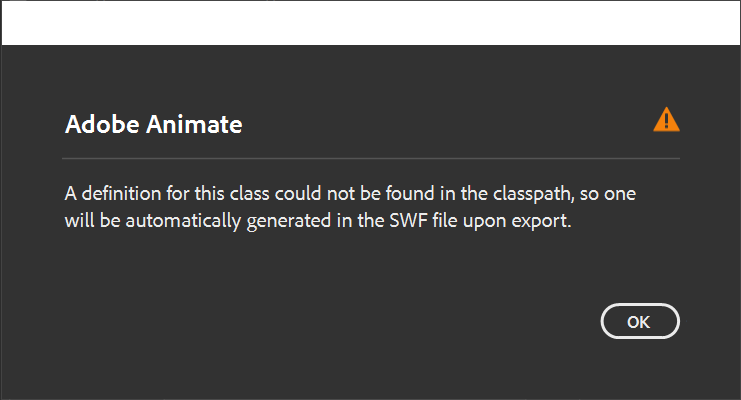 Adobe Animate
A definition for this class could not be found in the classpath, so one
will be automatically generated in the SWF file upon export.
OK